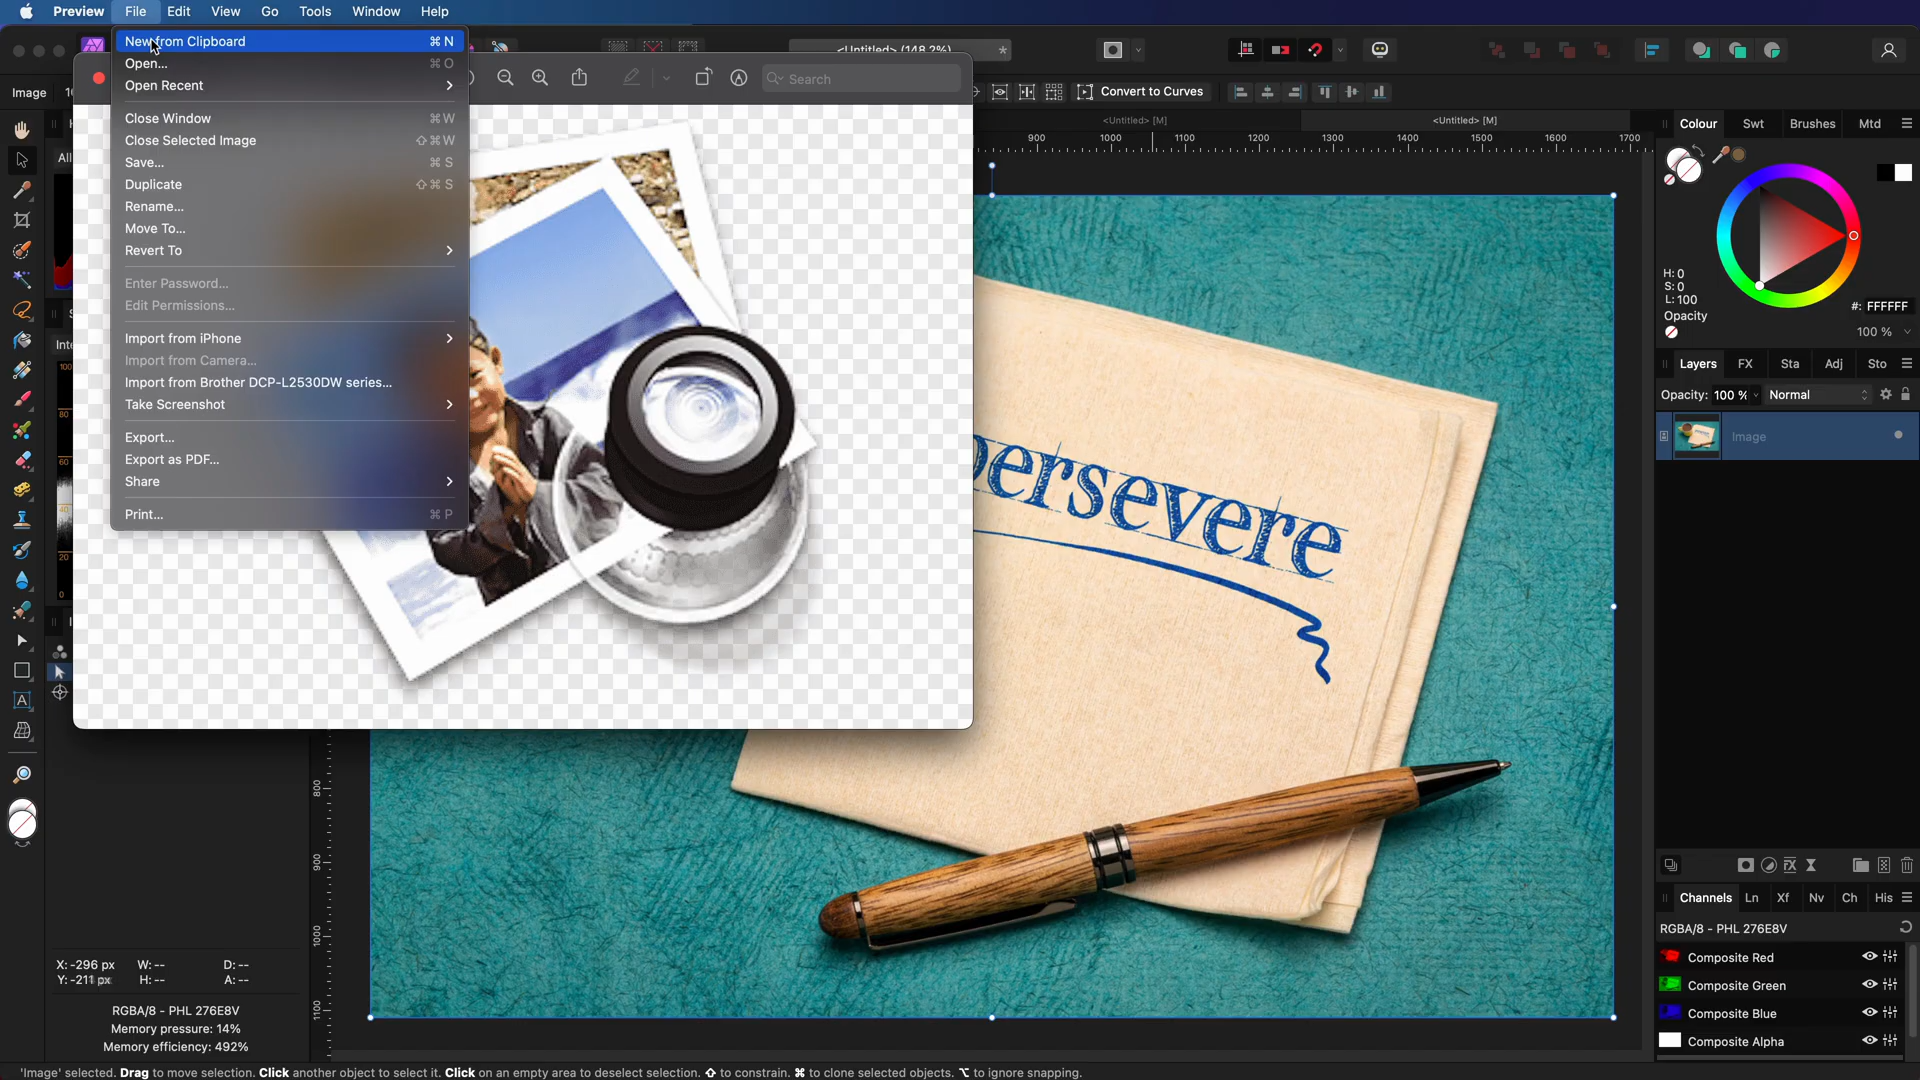 Preview File Edit View Go Tools Window Help
New from Clipboard ⌘ N
Open... ⌘ O
Open Recent
Close Window ⌘ W
Close Selected Image ⇧ ⌘ W
Save... ⌘ S
Duplicate ⇧ ⌘ S
Rename...
Move To...
Revert To
Enter Password...
Edit Permissions...
Import from iPhone
Import from Camera...
Import from Brother DCP-L2530DW series...
Take Screenshot
Export...
Export as PDF...
Share
Print... ⌘ P
Search
<Untitled> (148.2%) *
Image
Convert to Curves
<Untitled> [M] <Untitled> [M]
900 1000 1100 1200 1300 1400 1500 1600 1700
100
80
60
40
20
0
800
900
1000
1100
persevere
Colour Swt Brushes Mtd
H: 0
S: 0
L: 100
#: FFFFFF
Opacity
100 %
Layers FX Sta Adj Sto
Opacity: 100 % Normal
Image
Channels Ln Xf Nv Ch His
RGBA/8 - PHL 276E8V
Composite Red
Composite Green
Composite Blue
Composite Alpha
X: -296 px W: -- D: --
Y: -211 px H: -- A: --
RGBA/8 - PHL 276E8V
Memory pressure: 14%
Memory efficiency: 492%
'Image' selected. Drag to move selection. Click another object to select it. Click on an empty area to deselect selection. ⇧ to constrain. ⌘ to clone selected objects. ⌥ to ignore snapping.